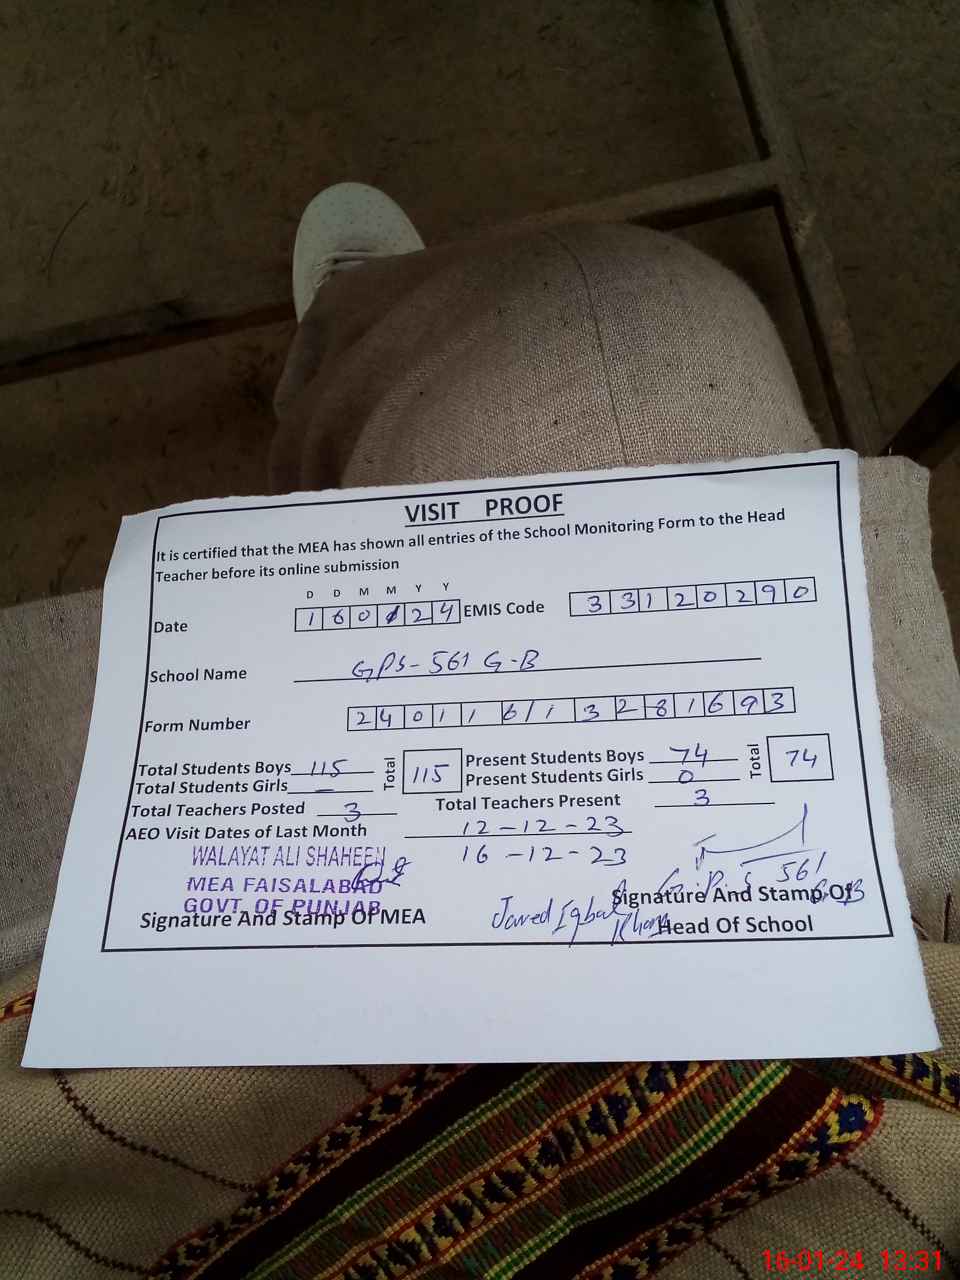 VISIT PROOF
It is certified that the MEA has shown all entries of the School Monitoring Form to the Head
Teacher before its online submission
D D M M Y Y
Date 1 6 0 1 2 4 EMIS Code 3 3 1 2 0 2 9 0
School Name GPS-561 G-B
Form Number 2 4 0 1 1 6 / 1 3 2 8 1 6 9 3
Total Students Boys 115 Total 115 Present Students Boys 74 Total 74
Total Students Girls — Present Students Girls 0
Total Teachers Posted 3 Total Teachers Present 3
AEO Visit Dates of Last Month 12-12-23
16-12-23
WALAYAT ALI SHAHEEN
MEA FAISALABAD
GOVT. OF PUNJAB
Signature And Stamp Of MEA
561
Signature And Stamp Of
Javed Iqbal Khan Head Of School
16-01-24 13:31